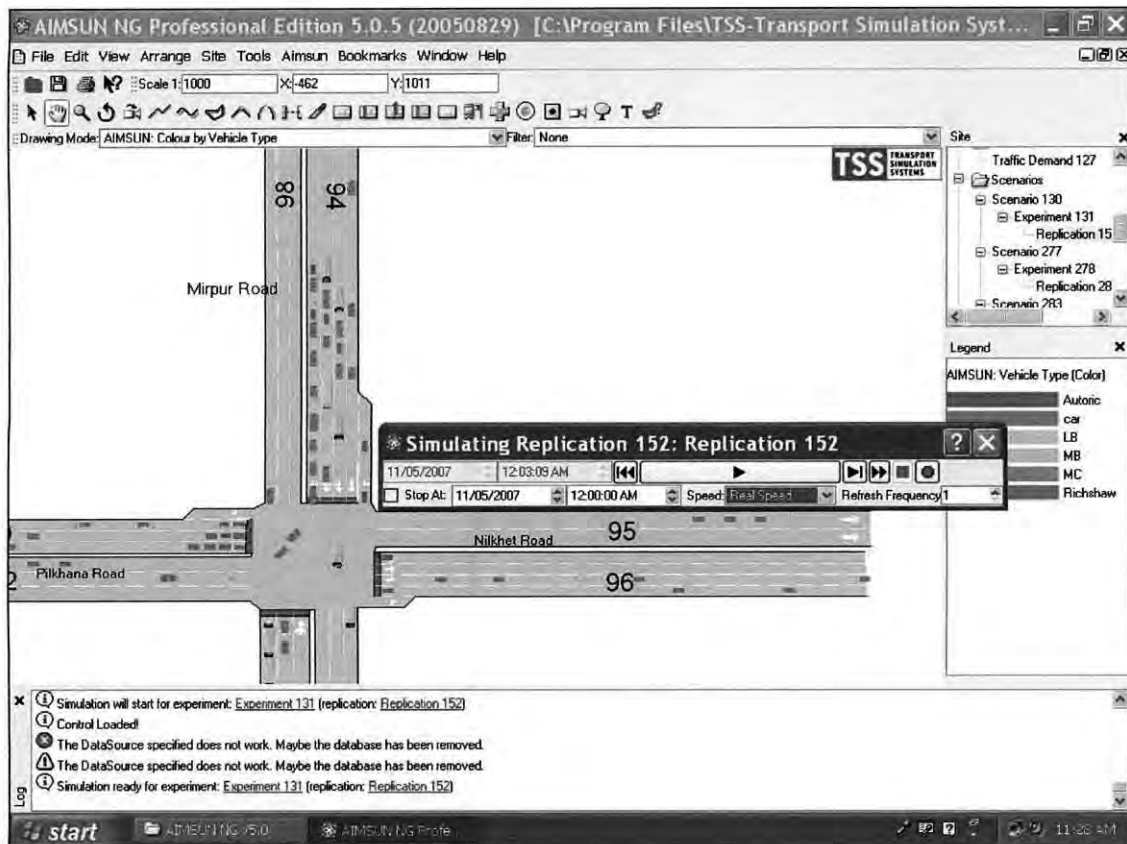 AIMSUN NG Professional Edition 5.0.5 (20050829) [C:\Program Files\TSS-Transport Simulation Syst...
File Edit View Arrange Site Tools Aimsun Bookmarks Window Help
Scale 1: 1000 X: -462 Y: 1011
Drawing Mode: AIMSUN: Colour by Vehicle Type Filter: None
TSS TRANSPORT SIMULATION SYSTEMS
Site
Traffic Demand 127
Scenarios
Scenario 130
Experiment 131
Replication 15
Scenario 277
Experiment 278
Replication 28
Scenario 283
98 94
Mirpur Road
Legend
AIMSUN: Vehicle Type (Color)
Autoric
car
LB
MB
MC
Richshaw
Simulating Replication 152: Replication 152
11/05/2007 12:03:09 AM
Stop At: 11/05/2007 12:00:00 AM Speed: Real Speed Refresh Frequency 1
Nilkhet Road 95
Pilkhana Road
96
2
Simulation will start for experiment: Experiment 131 (replication: Replication 152)
Control Loaded!
The DataSource specified does not work. Maybe the database has been removed.
The DataSource specified does not work. Maybe the database has been removed.
Simulation ready for experiment: Experiment 131 (replication: Replication 152)
Log
start AIMSUN NG v5.0 AIMSUN NG Profe 11:28 AM